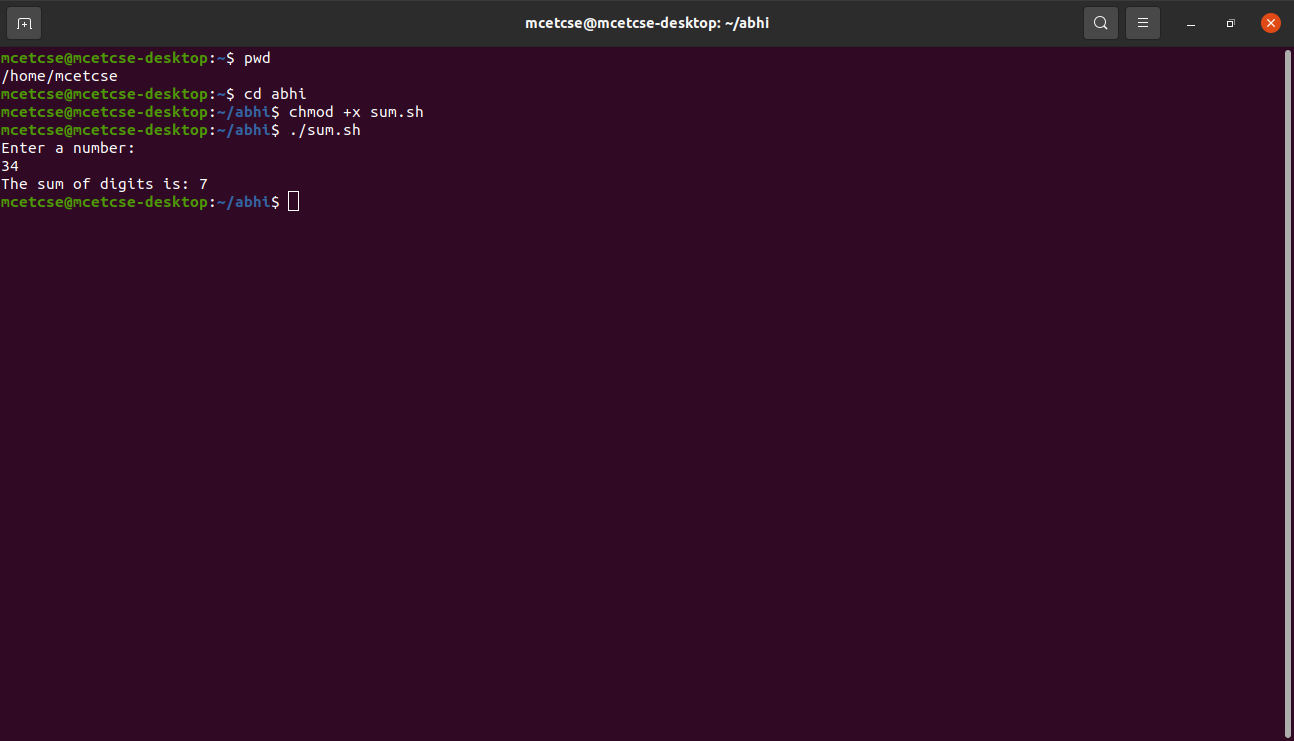 mcetcse@mcetcse-desktop: ~/abhi
mcetcse@mcetcse-desktop:~$ pwd
/home/mcetcse
mcetcse@mcetcse-desktop:~$ cd abhi
mcetcse@mcetcse-desktop:~/abhi$ chmod +x sum.sh
mcetcse@mcetcse-desktop:~/abhi$ ./sum.sh
Enter a number:
34
The sum of digits is: 7
mcetcse@mcetcse-desktop:~/abhi$